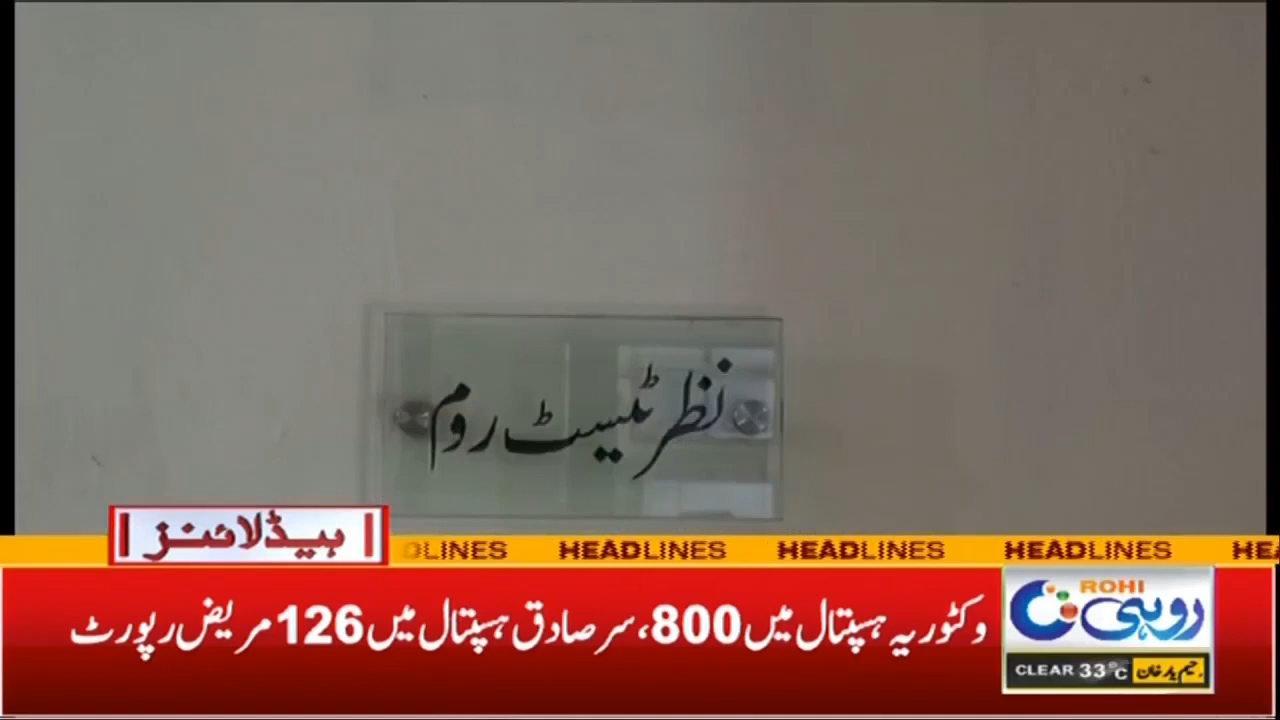 نظر ٹیسٹ روم
ہیڈلائنز
LINES HEADLINES HEADLINES HEADLINES
وکٹوریہ ہسپتال میں 800، سر صادق ہسپتال میں 126 مریض رپورٹ
ROHI
روہی
CLEAR 33°C رحیم یار خان